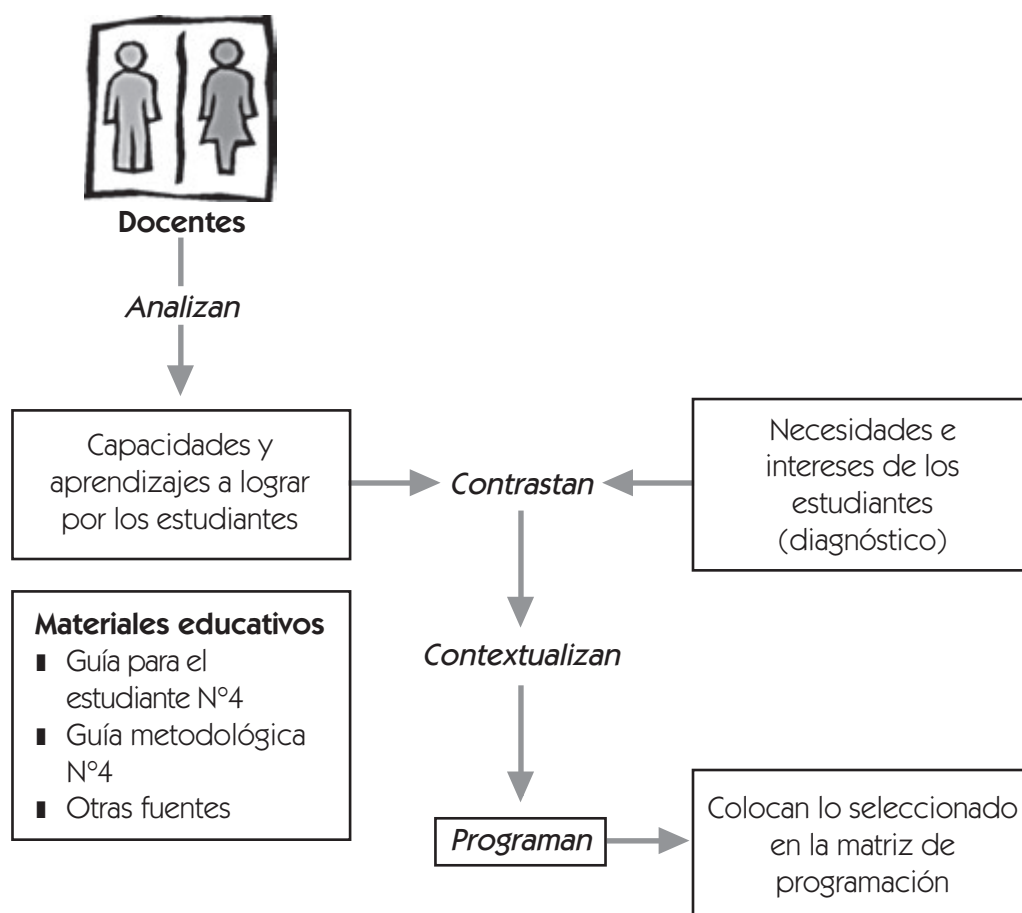 Docentes
Analizan
Capacidades y
aprendizajes a lograr
por los estudiantes
Contrastan
Necesidades e
intereses de los
estudiantes
(diagnóstico)
Materiales educativos
Guía para el
estudiante N°4
Guía metodológica
N°4
Otras fuentes
Contextualizan
Programan
Colocan lo seleccionado
en la matriz de
programación